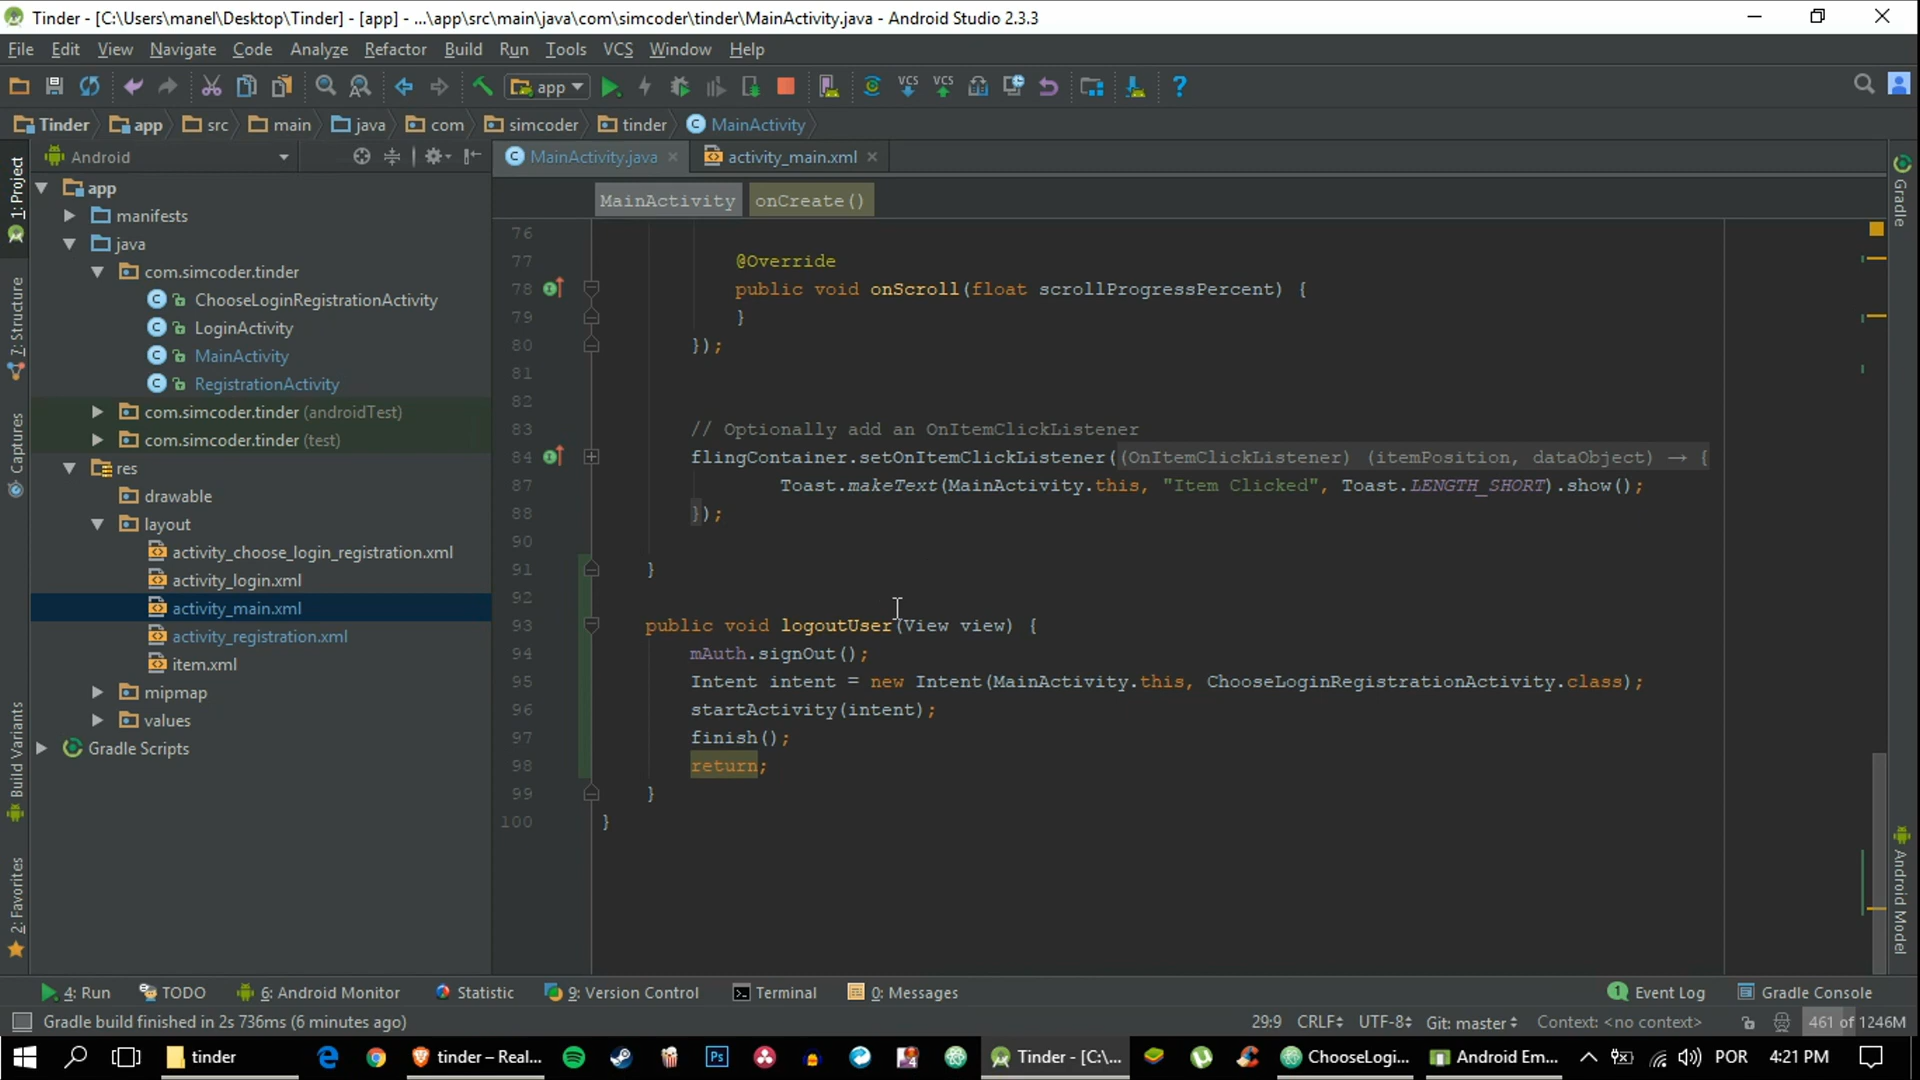 Tinder - [C:\Users\manel\Desktop\Tinder] - [app] - ...\app\src\main\java\com\simcoder\tinder\MainActivity.java - Android Studio 2.3.3
File Edit View Navigate Code Analyze Refactor Build Run Tools VCS Window Help
app VCS VCS
Tinder app src main java com simcoder tinder MainActivity
Android
MainActivity.java activity_main.xml
MainActivity onCreate()
1: Project
7: Structure
Captures
Build Variants
2: Favorites
app
manifests
java
com.simcoder.tinder
ChooseLoginRegistrationActivity
LoginActivity
MainActivity
RegistrationActivity
com.simcoder.tinder (androidTest)
com.simcoder.tinder (test)
res
drawable
layout
activity_choose_login_registration.xml
activity_login.xml
activity_main.xml
activity_registration.xml
item.xml
mipmap
values
Gradle Scripts
76
77 @Override
78 public void onScroll(float scrollProgressPercent) {
79 }
80 });
81
82
83 // Optionally add an OnItemClickListener
84 flingContainer.setOnItemClickListener((OnItemClickListener) (itemPosition, dataObject) → {
87 Toast.makeText(MainActivity.this, "Item Clicked", Toast.LENGTH_SHORT).show();
88 });
90
91 }
92
93 public void logoutUser(View view) {
94 mAuth.signOut();
95 Intent intent = new Intent(MainActivity.this, ChooseLoginRegistrationActivity.class);
96 startActivity(intent);
97 finish();
98 return;
99 }
100 }
Gradle
Android Model
4: Run TODO 6: Android Monitor Statistic 9: Version Control Terminal 0: Messages 1 Event Log Gradle Console
Gradle build finished in 2s 736ms (6 minutes ago) 29:9 CRLF UTF-8 Git: master Context: <no context> 461 of 1246M
tinder tinder – Real... Ps Tinder - [C:\... ChooseLogi... Android Em... POR 4:21 PM